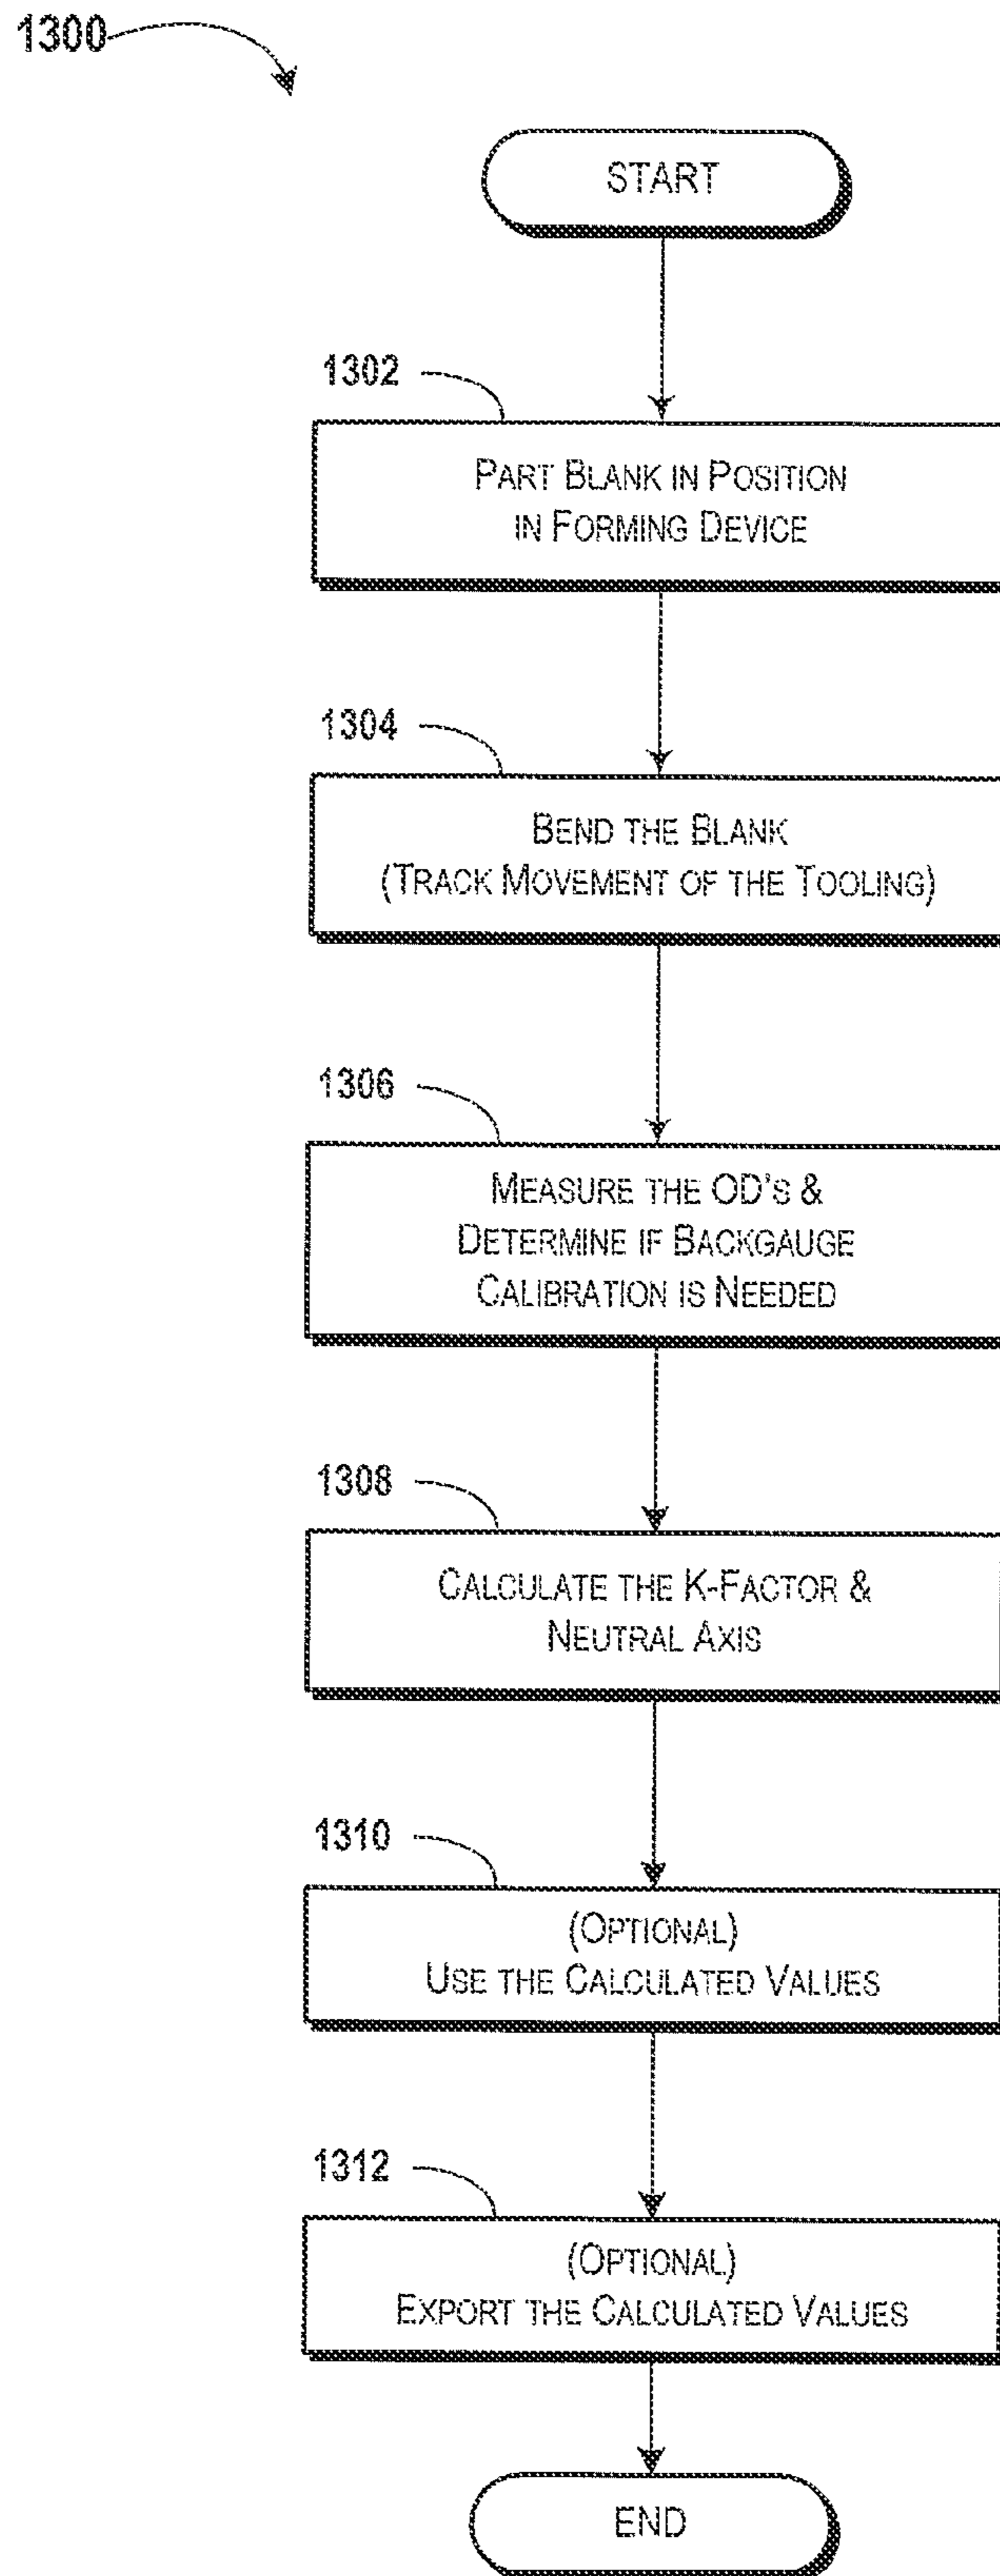 1300
START
1302
PART BLANK IN POSITION
IN FORMING DEVICE
1304
BEND THE BLANK
(TRACK MOVEMENT OF THE TOOLING)
1306
MEASURE THE OD'S &
DETERMINE IF BACKGAUGE
CALIBRATION IS NEEDED
1308
CALCULATE THE K-FACTOR &
NEUTRAL AXIS
1310
(OPTIONAL)
USE THE CALCULATED VALUES
1312
(OPTIONAL)
EXPORT THE CALCULATED VALUES
END